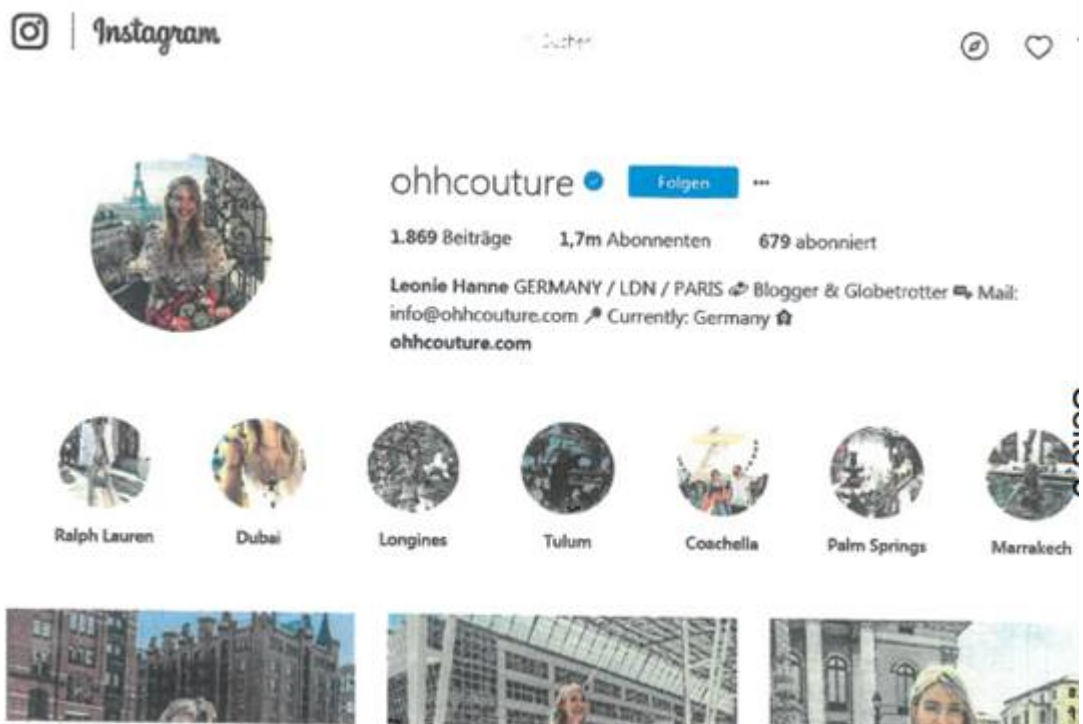 Instagram
Suchen
ohhcouture Folgen
1.869 Beiträge 1,7m Abonnenten 679 abonniert
Leonie Hanne GERMANY / LDN / PARIS Blogger & Globetrotter Mail:
info@ohhcouture.com Currently: Germany
ohhcouture.com
Ralph Lauren Dubai Longines Tulum Coachella Palm Springs Marrakech